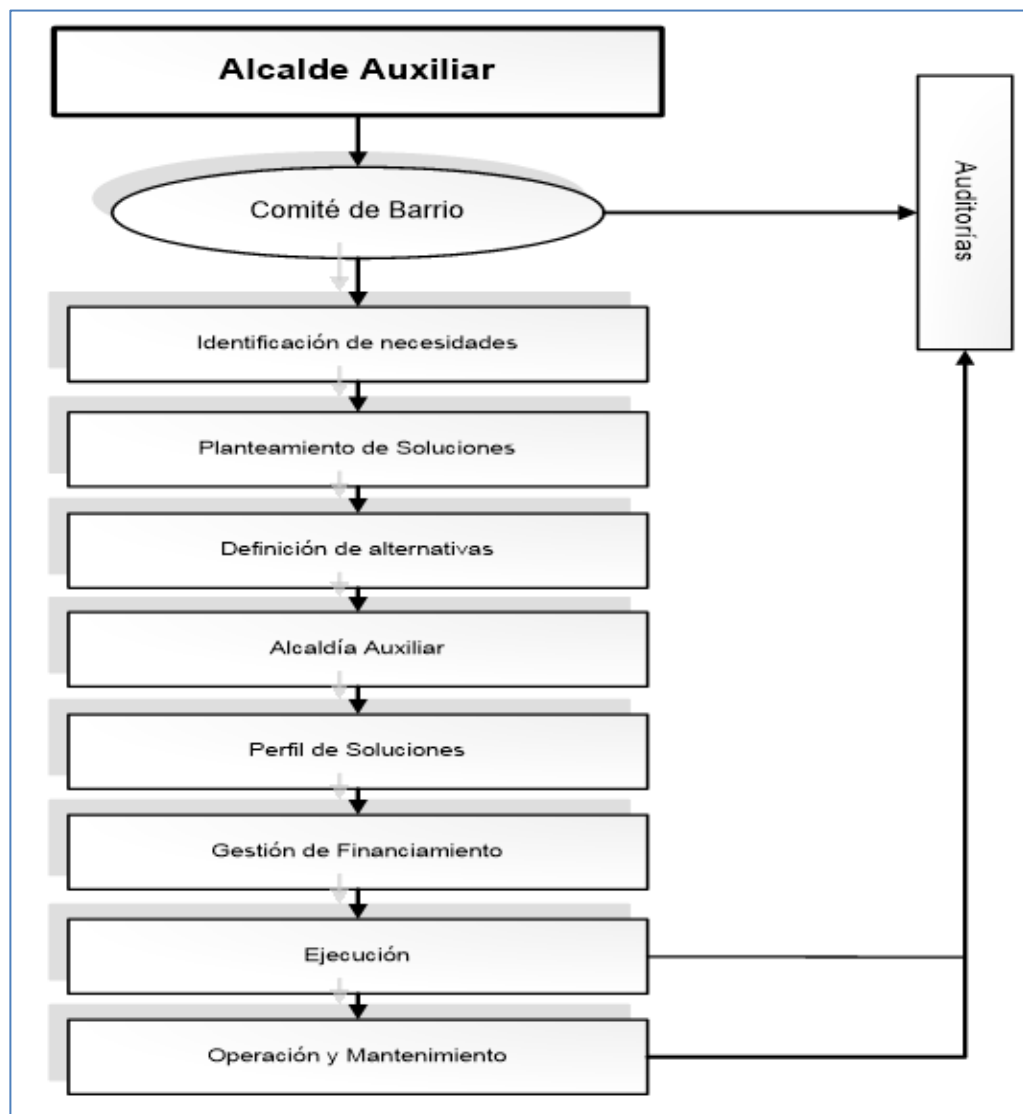 Alcalde Auxiliar
Comité de Barrio
Auditorías
Identificación de necesidades
Planteamiento de Soluciones
Definición de alternativas
Alcaldía Auxiliar
Perfil de Soluciones
Gestión de Financiamiento
Ejecución
Operación y Mantenimiento